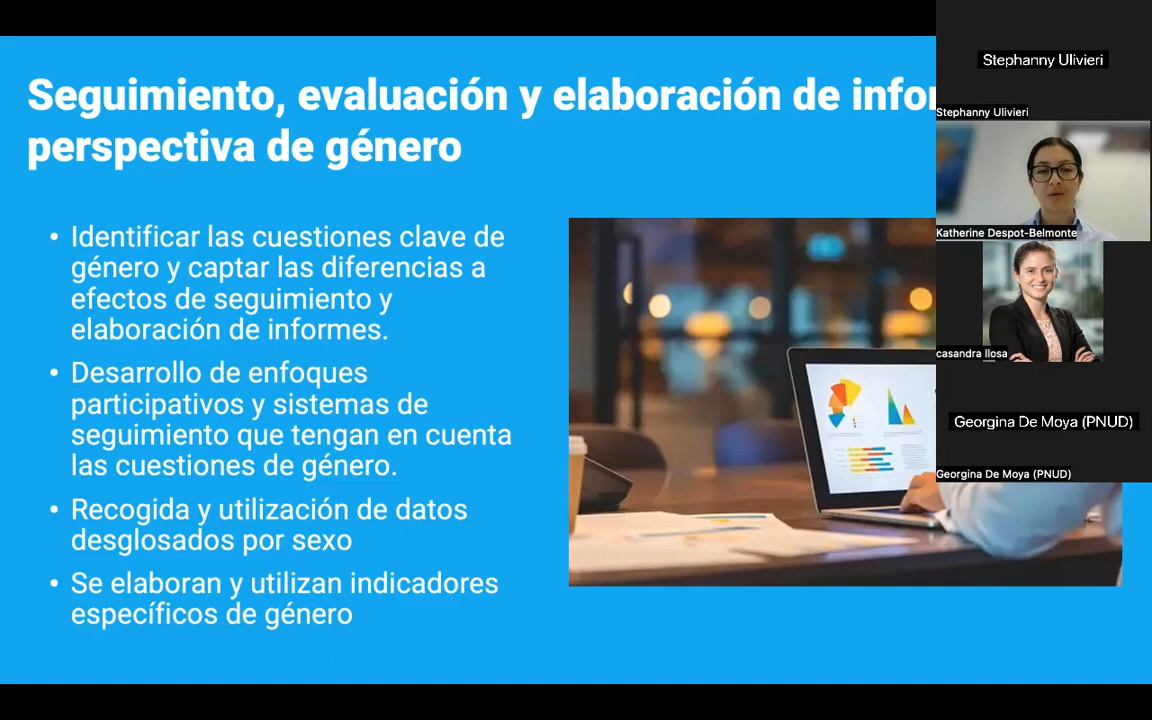 Seguimiento, evaluación y elaboración de
perspectiva de género
• Identificar las cuestiones clave de
género y captar las diferencias a
efectos de seguimiento y
elaboración de informes.
• Desarrollo de enfoques
participativos y sistemas de
seguimiento que tengan en cuenta
las cuestiones de género.
• Recogida y utilización de datos
desglosados por sexo
• Se elaboran y utilizan indicadores
específicos de género
Stephanny Ulivieri
Stephanny Ulivieri
Katherine Despot-Belmonte
casandra llosa
Georgina De Moya (PNUD)
Georgina De Moya (PNUD)